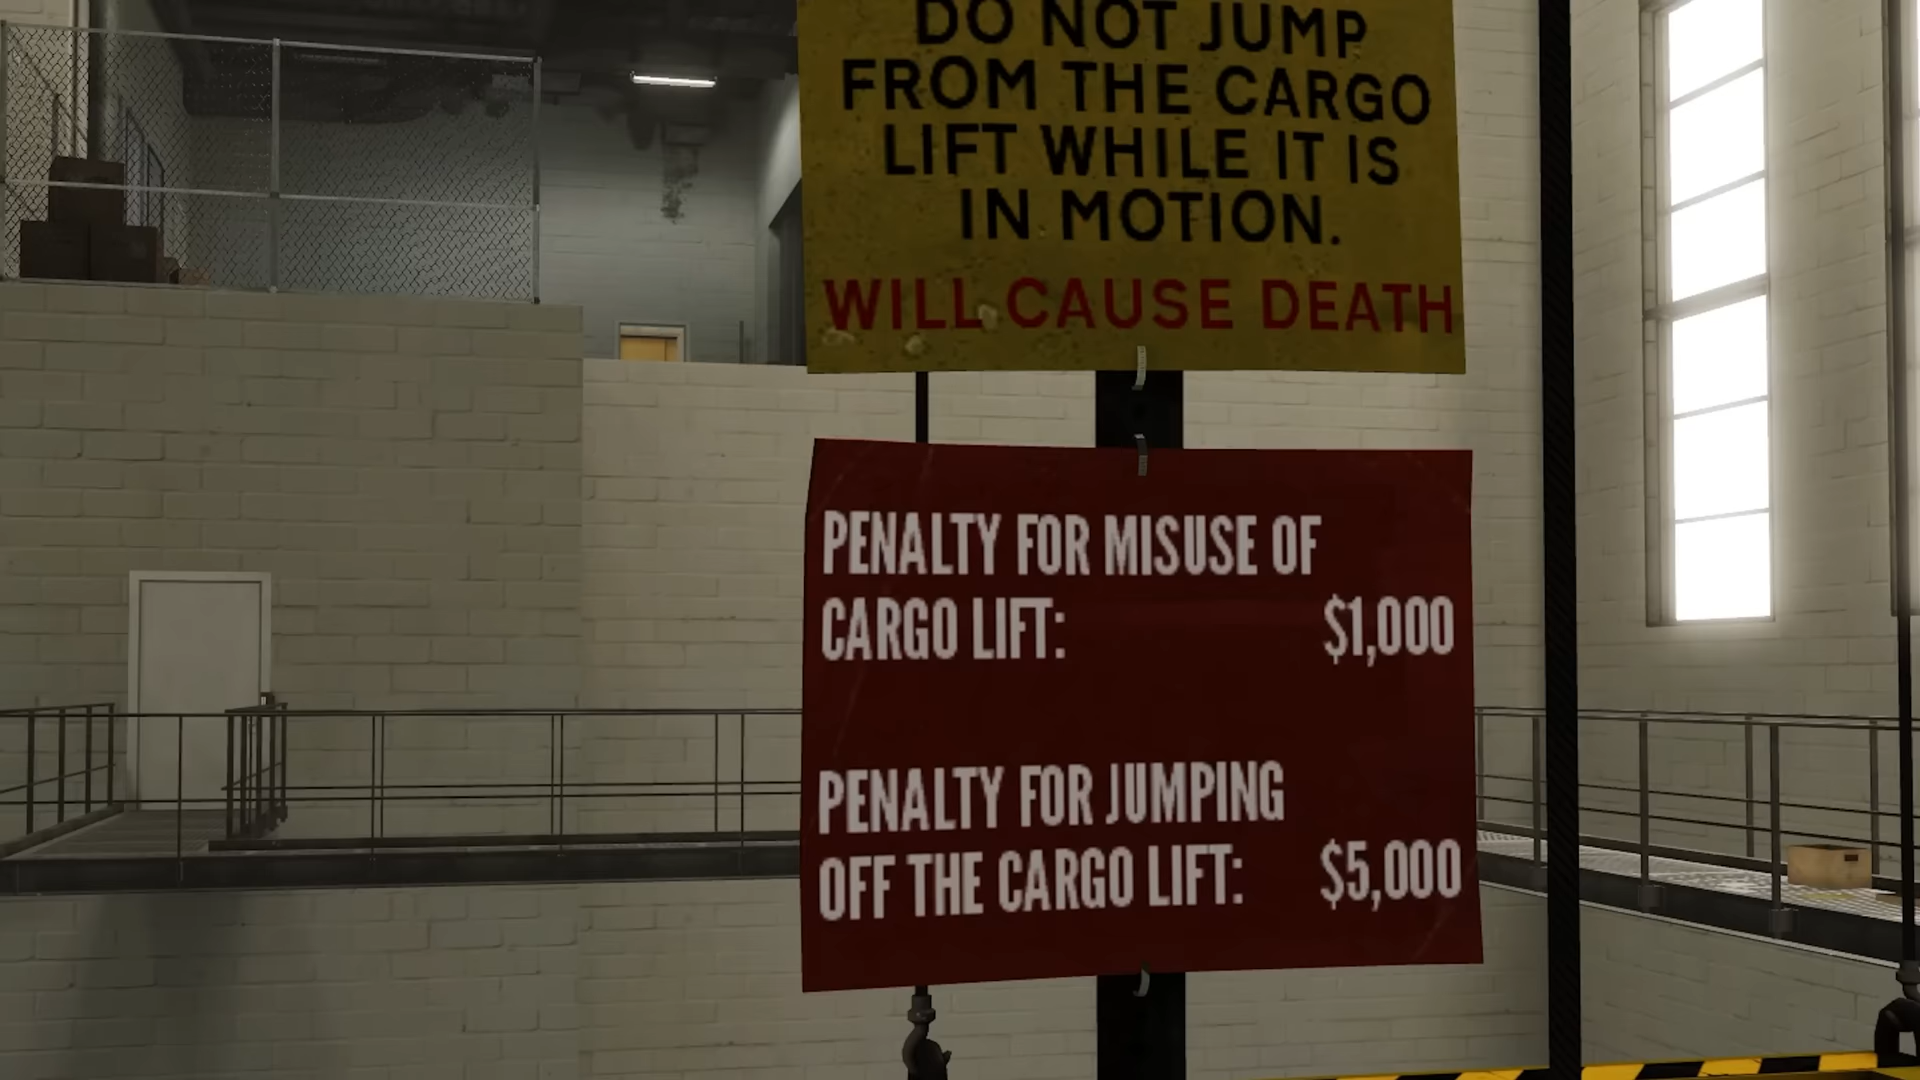 DO NOT JUMP
FROM THE CARGO
LIFT WHILE IT IS
IN MOTION.
WILL CAUSE DEATH
PENALTY FOR MISUSE OF
CARGO LIFT: $1,000
PENALTY FOR JUMPING
OFF THE CARGO LIFT: $5,000